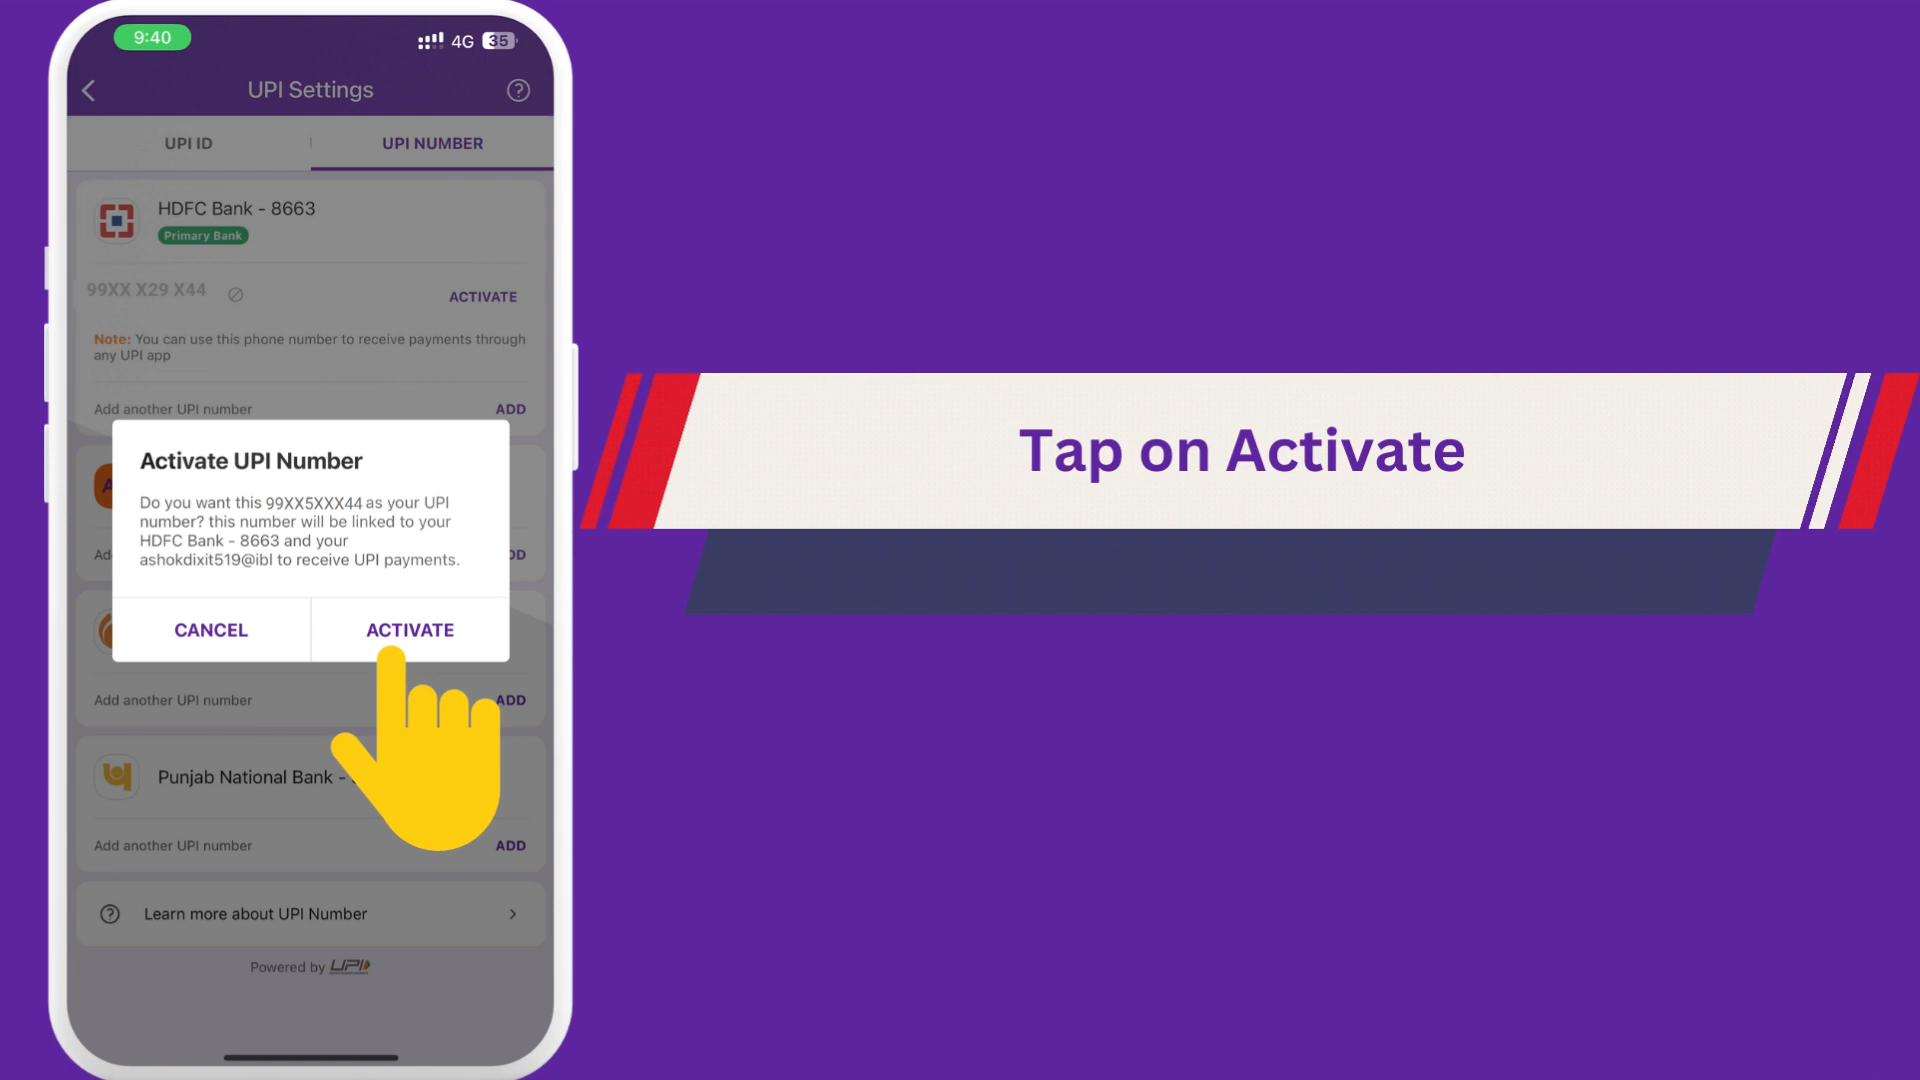 9:40
4G 35
UPI Settings
UPI ID
UPI NUMBER
HDFC Bank - 8663
Primary Bank
99XX X29 X44
ACTIVATE
Note: You can use this phone number to receive payments through
any UPI app
Add another UPI number
ADD
Activate UPI Number
Do you want this 99XX5XXX44 as your UPI
number? this number will be linked to your
HDFC Bank - 8663 and your
ashokdixit519@ibl to receive UPI payments.
CANCEL
ACTIVATE
Add another UPI number
ADD
Punjab National Bank -
Add another UPI number
ADD
Learn more about UPI Number
Powered by UPI
Tap on Activate